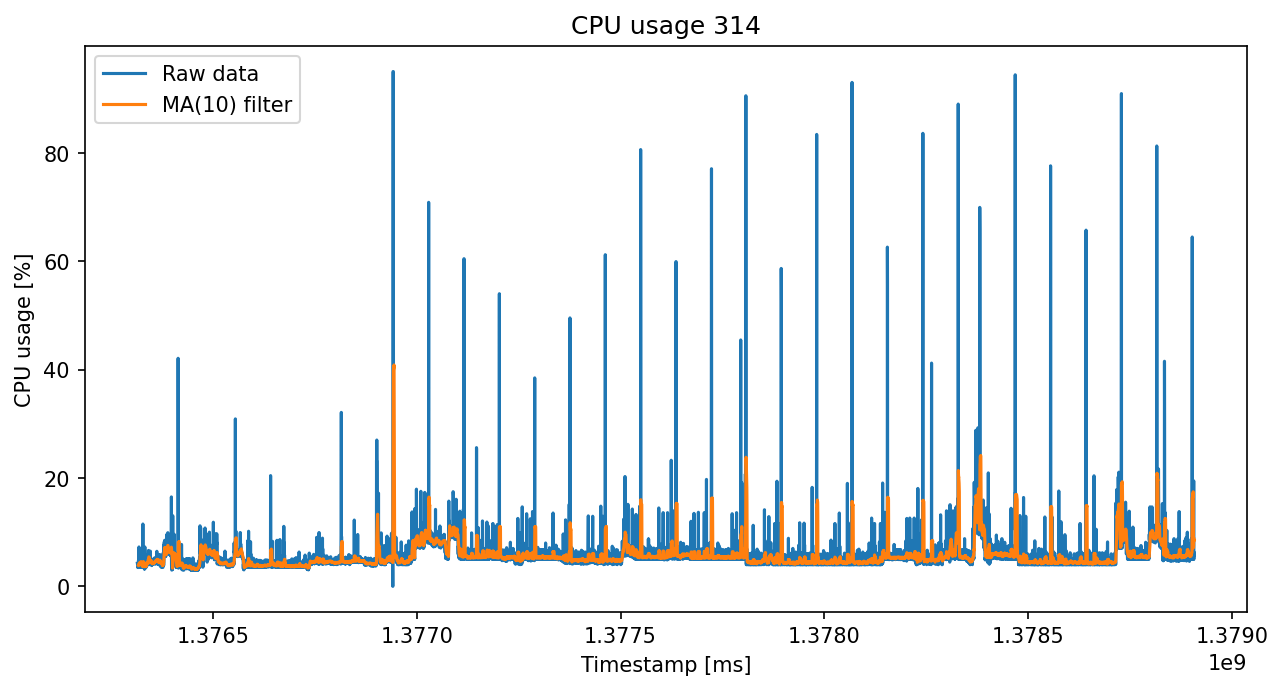 CPU usage 314
Raw data
MA(10) filter
CPU usage [%]
80
60
40
20
0
1.3765 1.3770 1.3775 1.3780 1.3785 1.3790
1e9
Timestamp [ms]